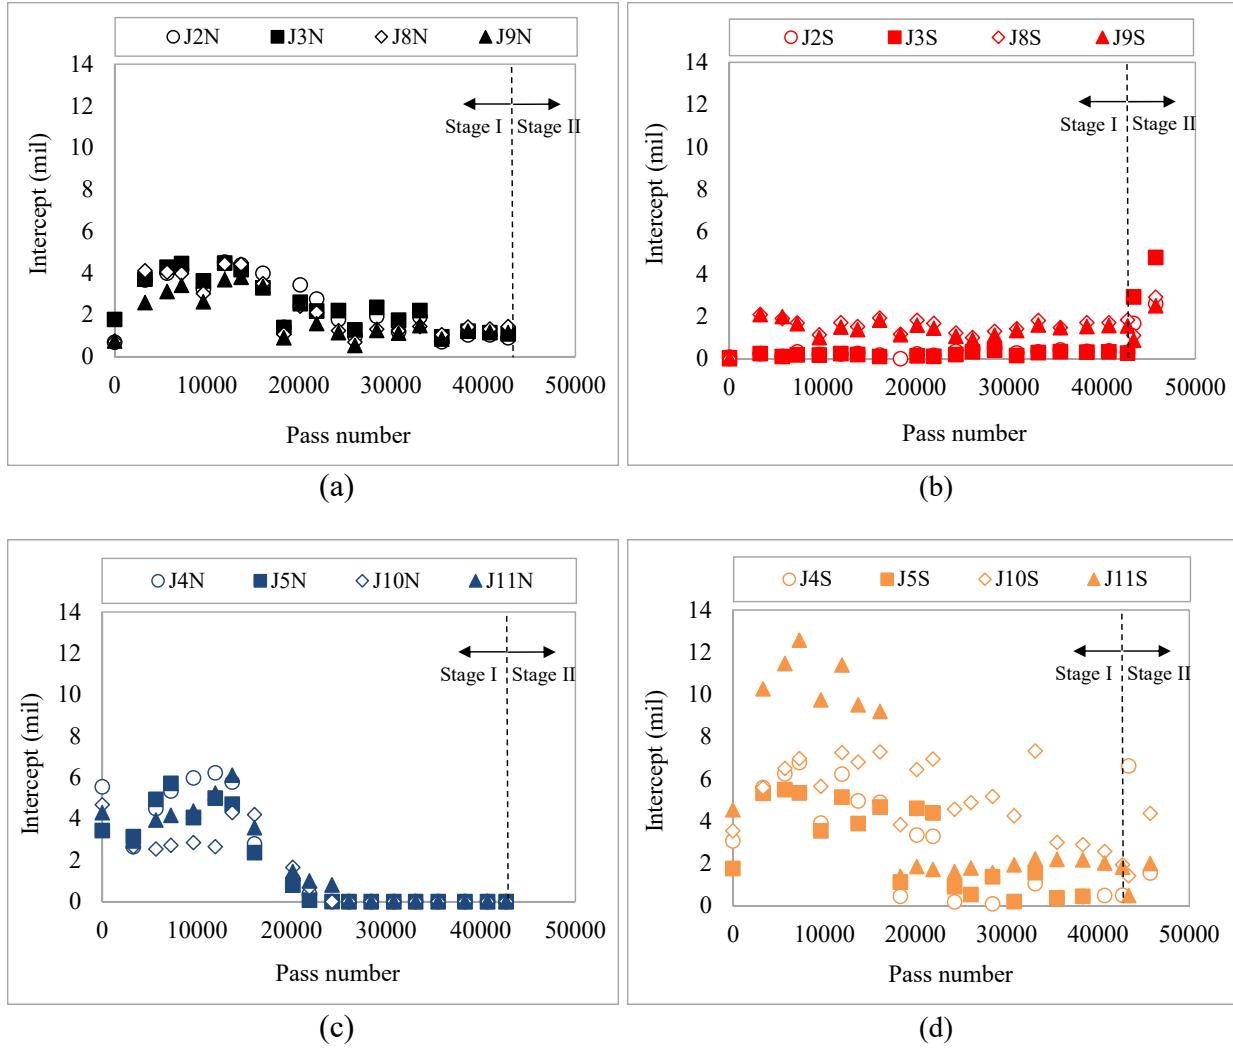 J2N J3N J8N J9N
14
12
10
8
6
4
2
0
Intercept (mil)
Stage I Stage II
0 10000 20000 30000 40000 50000
Pass number
(a)
J2S J3S J8S J9S
14
12
10
8
6
4
2
0
Intercept (mil)
Stage I Stage II
0 10000 20000 30000 40000 50000
Pass number
(b)
J4N J5N J10N J11N
14
12
10
8
6
4
2
0
Intercept (mil)
Stage I Stage II
0 10000 20000 30000 40000 50000
Pass number
(c)
J4S J5S J10S J11S
14
12
10
8
6
4
2
0
Intercept (mil)
Stage I Stage II
0 10000 20000 30000 40000 50000
Pass number
(d)